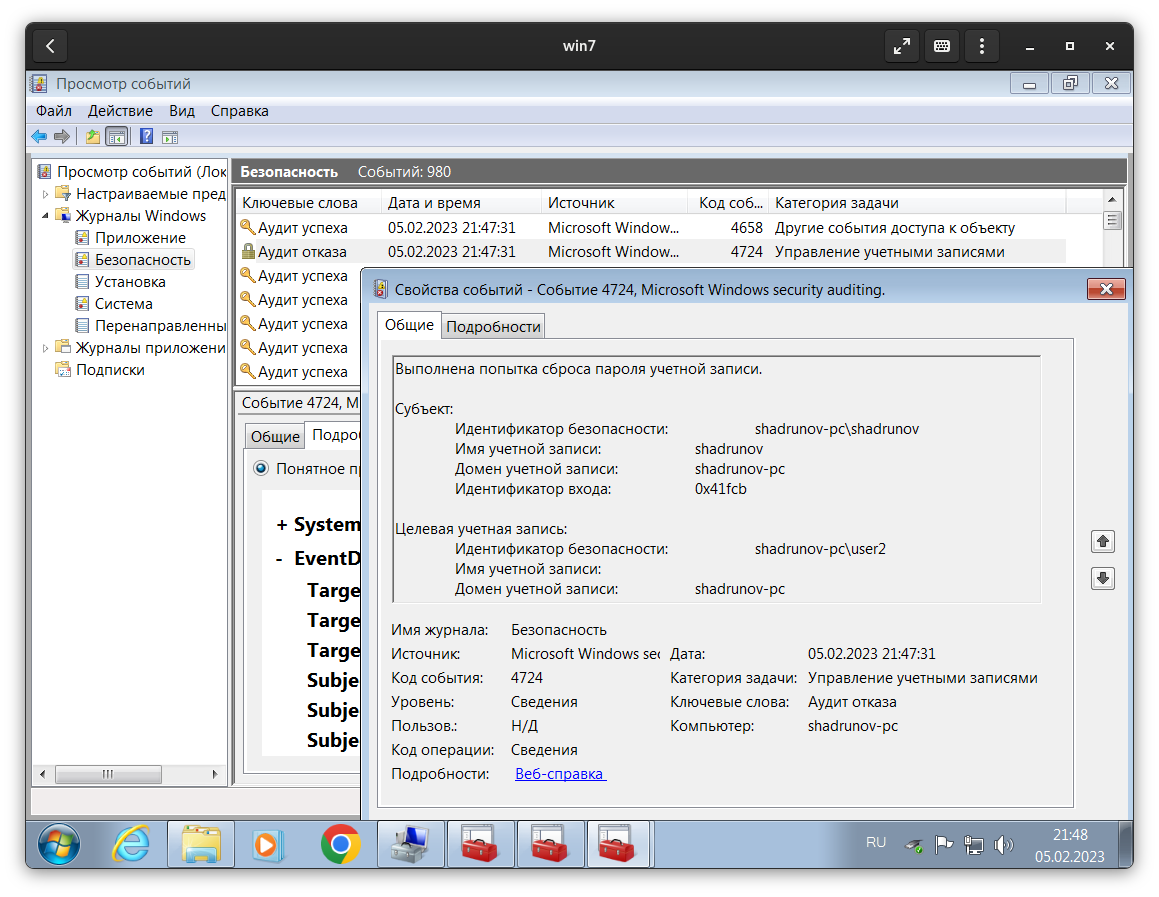 win7
Просмотр событий
Файл Действие Вид Справка
Просмотр событий (Лок
Настраиваемые пред
Журналы Windows
Приложение
Безопасность
Установка
Система
Перенаправленны
Журналы приложени
Подписки
Безопасность Событий: 980
Ключевые слова Дата и время Источник Код соб... Категория задачи
Аудит успеха 05.02.2023 21:47:31 Microsoft Window... 4658 Другие события доступа к объекту
Аудит отказа 05.02.2023 21:47:31 Microsoft Window... 4724 Управление учетными записями
Аудит успеха
Аудит успеха
Аудит успеха
Аудит успеха
Аудит успеха
Событие 4724, М
Общие Подро
Понятное п
+ System
- EventD
Targe
Targe
Targe
Subje
Subje
Subje
Свойства событий - Событие 4724, Microsoft Windows security auditing.
Общие Подробности
Выполнена попытка сброса пароля учетной записи.
Субъект:
Идентификатор безопасности: shadrunov-pc\shadrunov
Имя учетной записи: shadrunov
Домен учетной записи: shadrunov-pc
Идентификатор входа: 0x41fcb
Целевая учетная запись:
Идентификатор безопасности: shadrunov-pc\user2
Имя учетной записи:
Домен учетной записи: shadrunov-pc
Имя журнала: Безопасность
Источник: Microsoft Windows sec Дата: 05.02.2023 21:47:31
Код события: 4724 Категория задачи: Управление учетными записями
Уровень: Сведения Ключевые слова: Аудит отказа
Пользов.: Н/Д Компьютер: shadrunov-pc
Код операции: Сведения
Подробности: Веб-справка
RU
21:48
05.02.2023